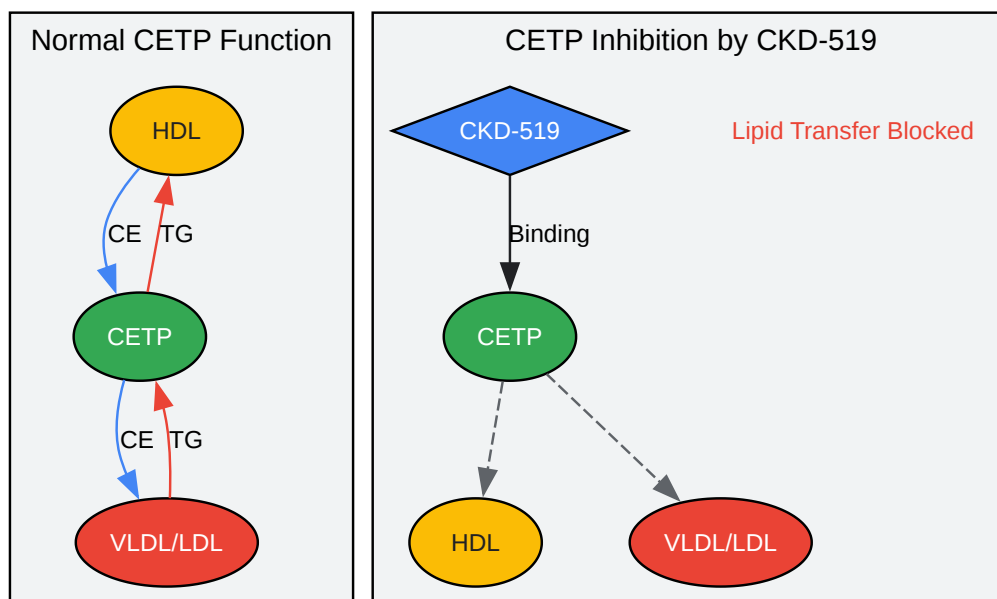 Normal CETP Function
HDL
CE
TG
CETP
CE
TG
VLDL/LDL
CETP Inhibition by CKD-519
CKD-519
Lipid Transfer Blocked
Binding
CETP
HDL
VLDL/LDL